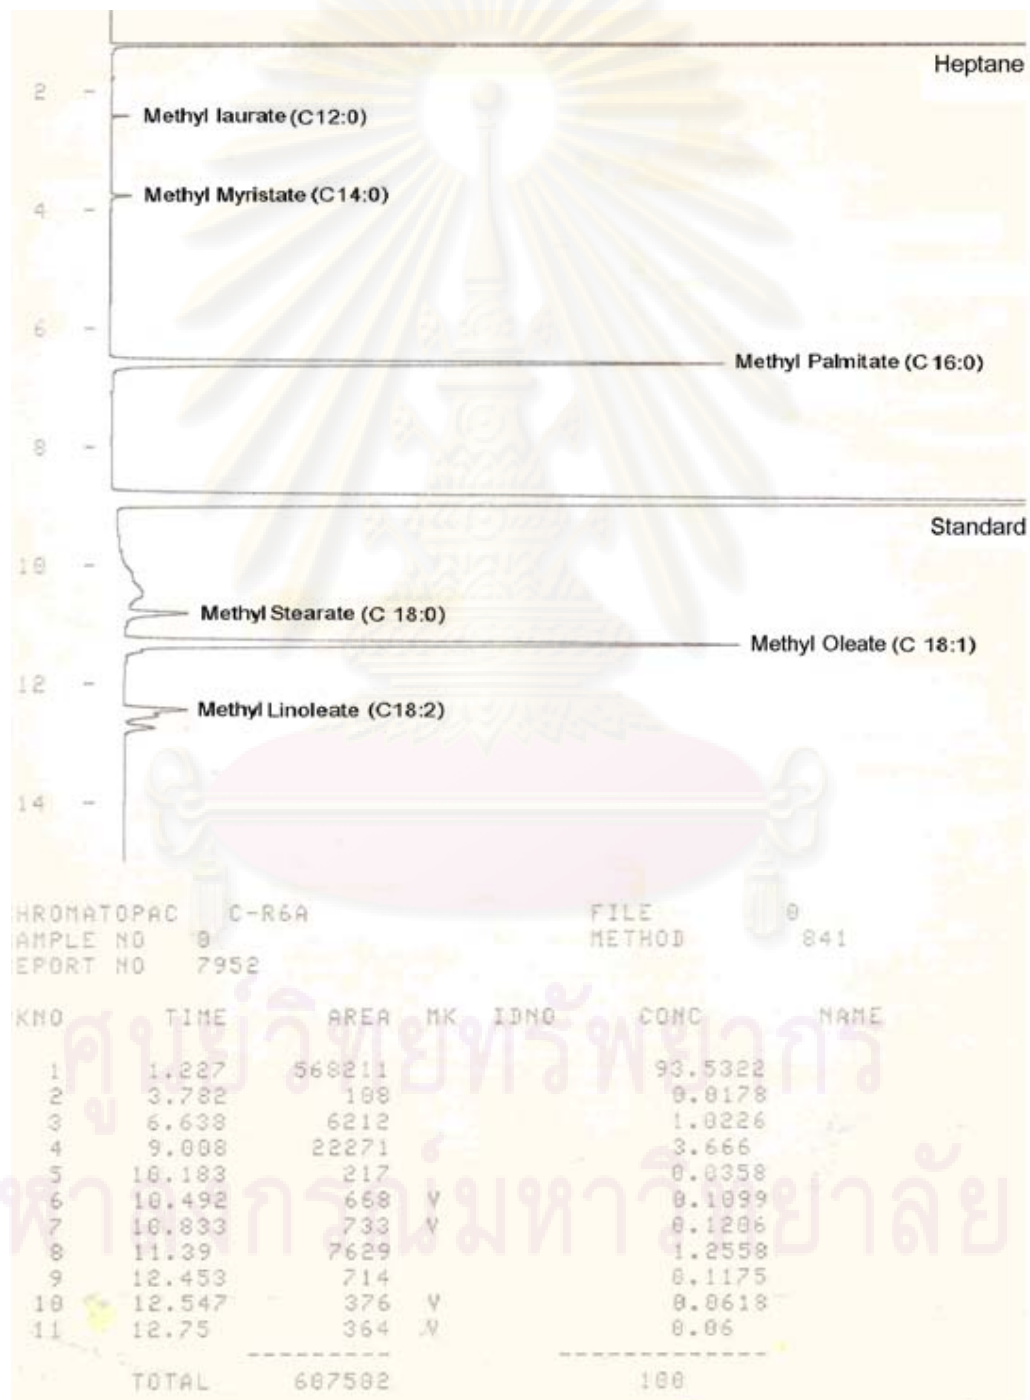 Heptane
2 -
Methyl laurate (C12:0)
Methyl Myristate (C14:0)
4 -
6 -
Methyl Palmitate (C 16:0)
8 -
Standard
10 -
Methyl Stearate (C 18:0)
Methyl Oleate (C 18:1)
12 -
Methyl Linoleate (C18:2)
14 -
HROMATOPAC C-R6A FILE 0
AMPLE NO 0 METHOD 841
EPORT NO 7952
KNO TIME AREA MK IDNO CONC NAME
1 1.227 568211 93.5322
2 3.782 108 0.0178
3 6.638 6212 1.0226
4 9.008 22271 3.666
5 10.183 217 0.0358
6 10.492 668 V 0.1099
7 10.833 733 V 0.1206
8 11.39 7629 1.2558
9 12.453 714 0.1175
10 12.547 376 V 0.0618
11 12.75 364 V 0.06
TOTAL 607502 100
ศูนย์วิทยทรัพยากร
ฬาลงกรณ์มหาวิทยาลัย